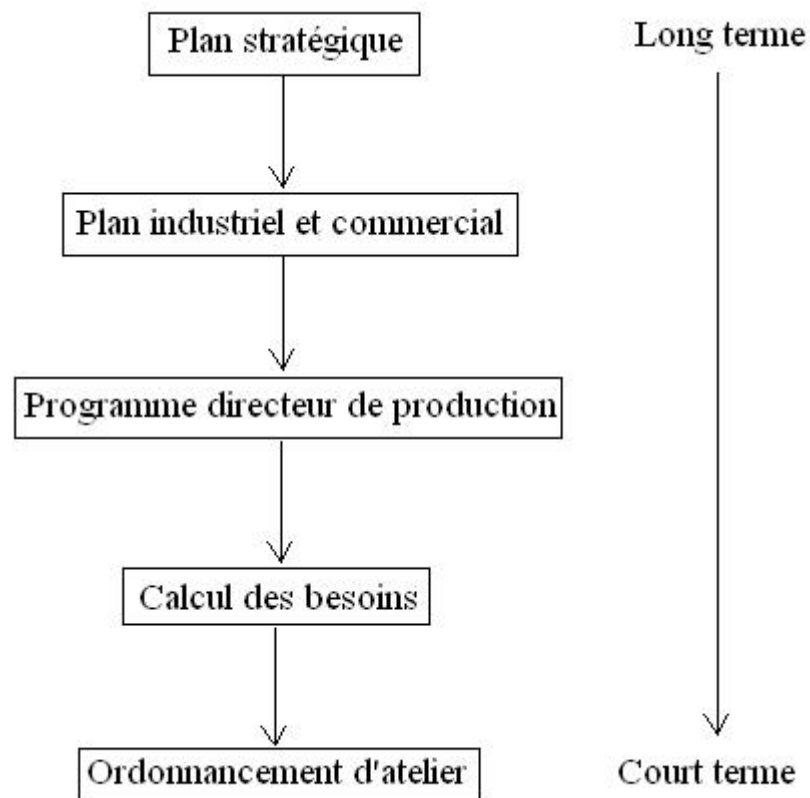 Plan stratégique
Long terme
Plan industriel et commercial
Programme directeur de production
Calcul des besoins
Ordonnancement d'atelier
Court terme